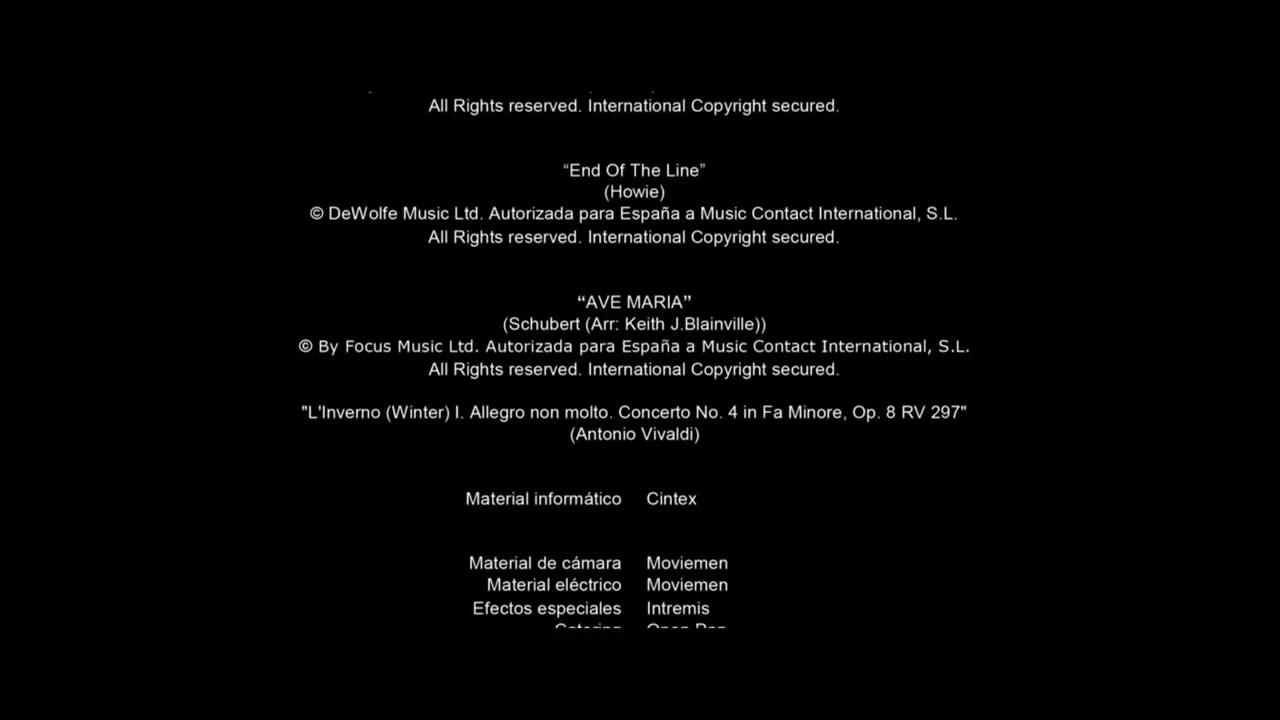 All Rights reserved. International Copyright secured.
“End Of The Line”
(Howie)
© DeWolfe Music Ltd. Autorizada para España a Music Contact International, S.L.
All Rights reserved. International Copyright secured.
“AVE MARIA”
(Schubert (Arr: Keith J.Blainville))
© By Focus Music Ltd. Autorizada para España a Music Contact International, S.L.
All Rights reserved. International Copyright secured.
"L'Inverno (Winter) I. Allegro non molto. Concerto No. 4 in Fa Minore, Op. 8 RV 297"
(Antonio Vivaldi)
Material informático Cintex
Material de cámara Moviemen
Material eléctrico Moviemen
Efectos especiales Intremis
Catering